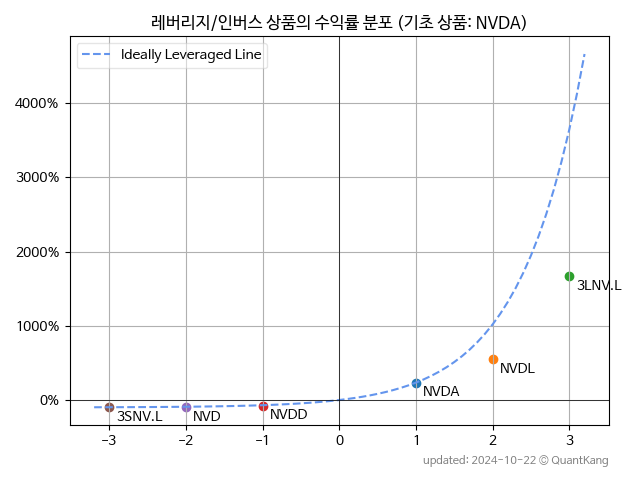 레버리지/인버스 상품의 수익률 분포 (기초 상품: NVDA)
Ideally Leveraged Line
4000%
3000%
2000%
1000%
0%
3LNV.L
NVDL
NVDA
3SNV.L
NVD
NVDD
−3
−2
−1
0
1
2
3
updated: 2024-10-22 © QuantKang